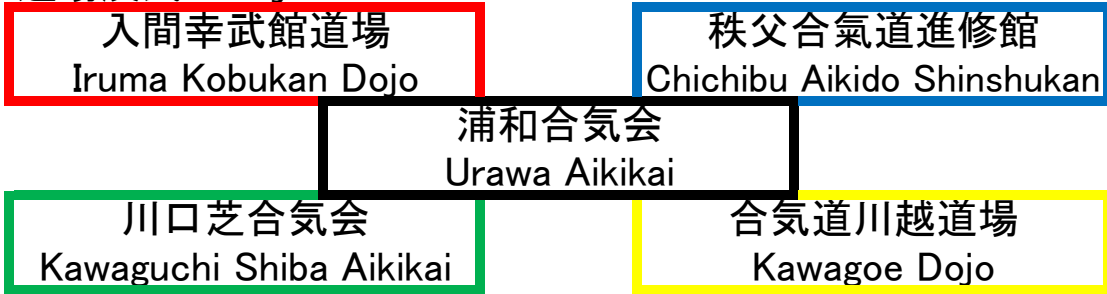 入間幸武館道場
Iruma Kobukan Dojo
秩父合氣道進修館
Chichibu Aikido Shinshukan
浦和合気会
Urawa Aikikai
川口芝合気会
Kawaguchi Shiba Aikikai
合気道川越道場
Kawagoe Dojo